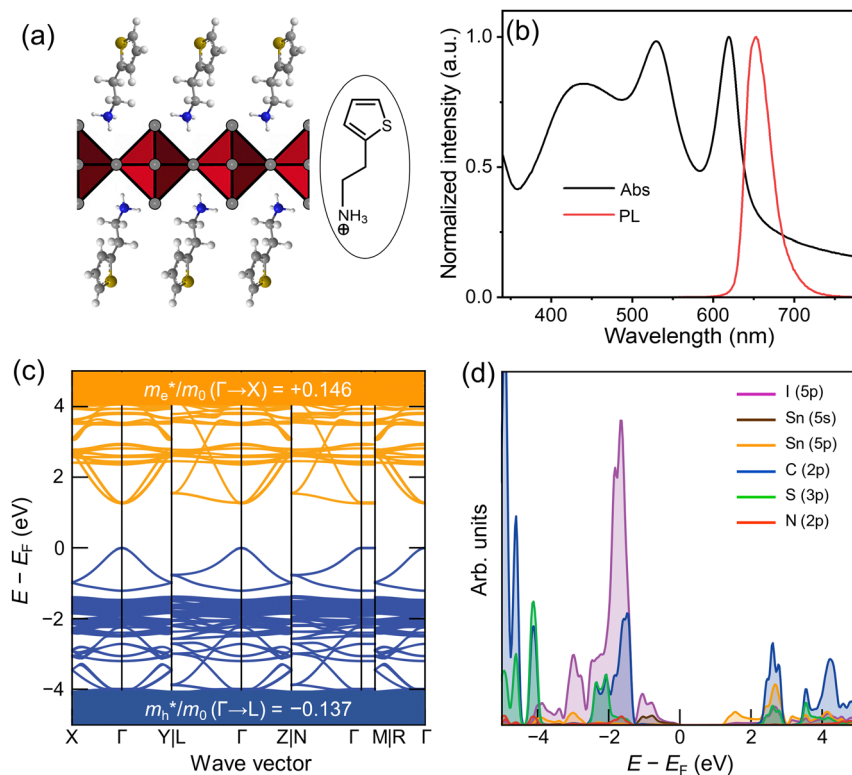 (a)
S
NH₃
⊕
(b)
Normalized intensity (a.u.)
1.0
0.5
0.0
Abs
PL
400 500 600 700
Wavelength (nm)
(c)
mₑ*/m₀ (Γ→X) = +0.146
E − E_F (eV)
4
2
0
−2
−4
mₕ*/m₀ (Γ→L) = −0.137
X Γ Y|L Γ Z|N Γ M|R Γ
Wave vector
(d)
Arb. units
I (5p)
Sn (5s)
Sn (5p)
C (2p)
S (3p)
N (2p)
−4 −2 0 2 4
E − E_F (eV)